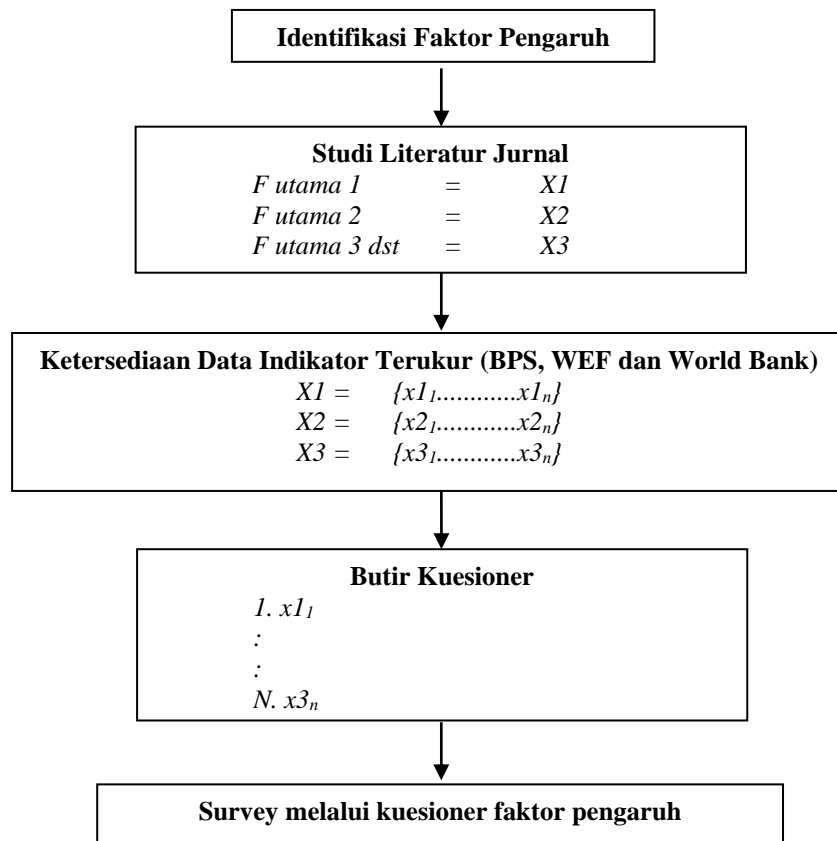 Identifikasi Faktor Pengaruh
Studi Literatur Jurnal
F utama 1 = X1
F utama 2 = X2
F utama 3 dst = X3
Ketersediaan Data Indikator Terukur (BPS, WEF dan World Bank)
X1 = {x1₁............x1ₙ}
X2 = {x2₁............x2ₙ}
X3 = {x3₁............x3ₙ}
Butir Kuesioner
1. x1₁
:
:
N. x3ₙ
Survey melalui kuesioner faktor pengaruh